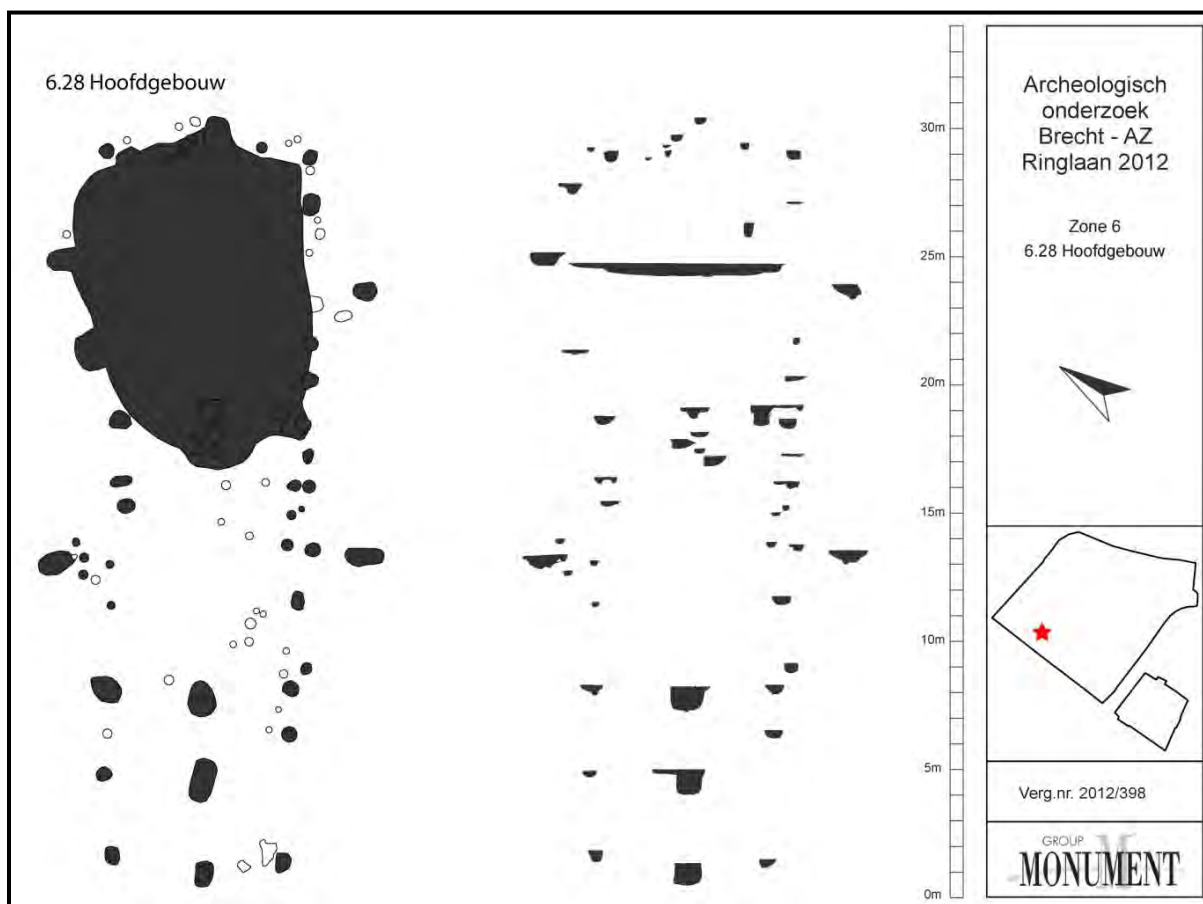 6.28 Hoofdgebouw
30m
25m
20m
15m
10m
5m
0m
Archeologisch
onderzoek
Brecht - AZ
Ringlaan 2012
Zone 6
6.28 Hoofdgebouw
Verg.nr. 2012/398
GROUP
MONUMENT